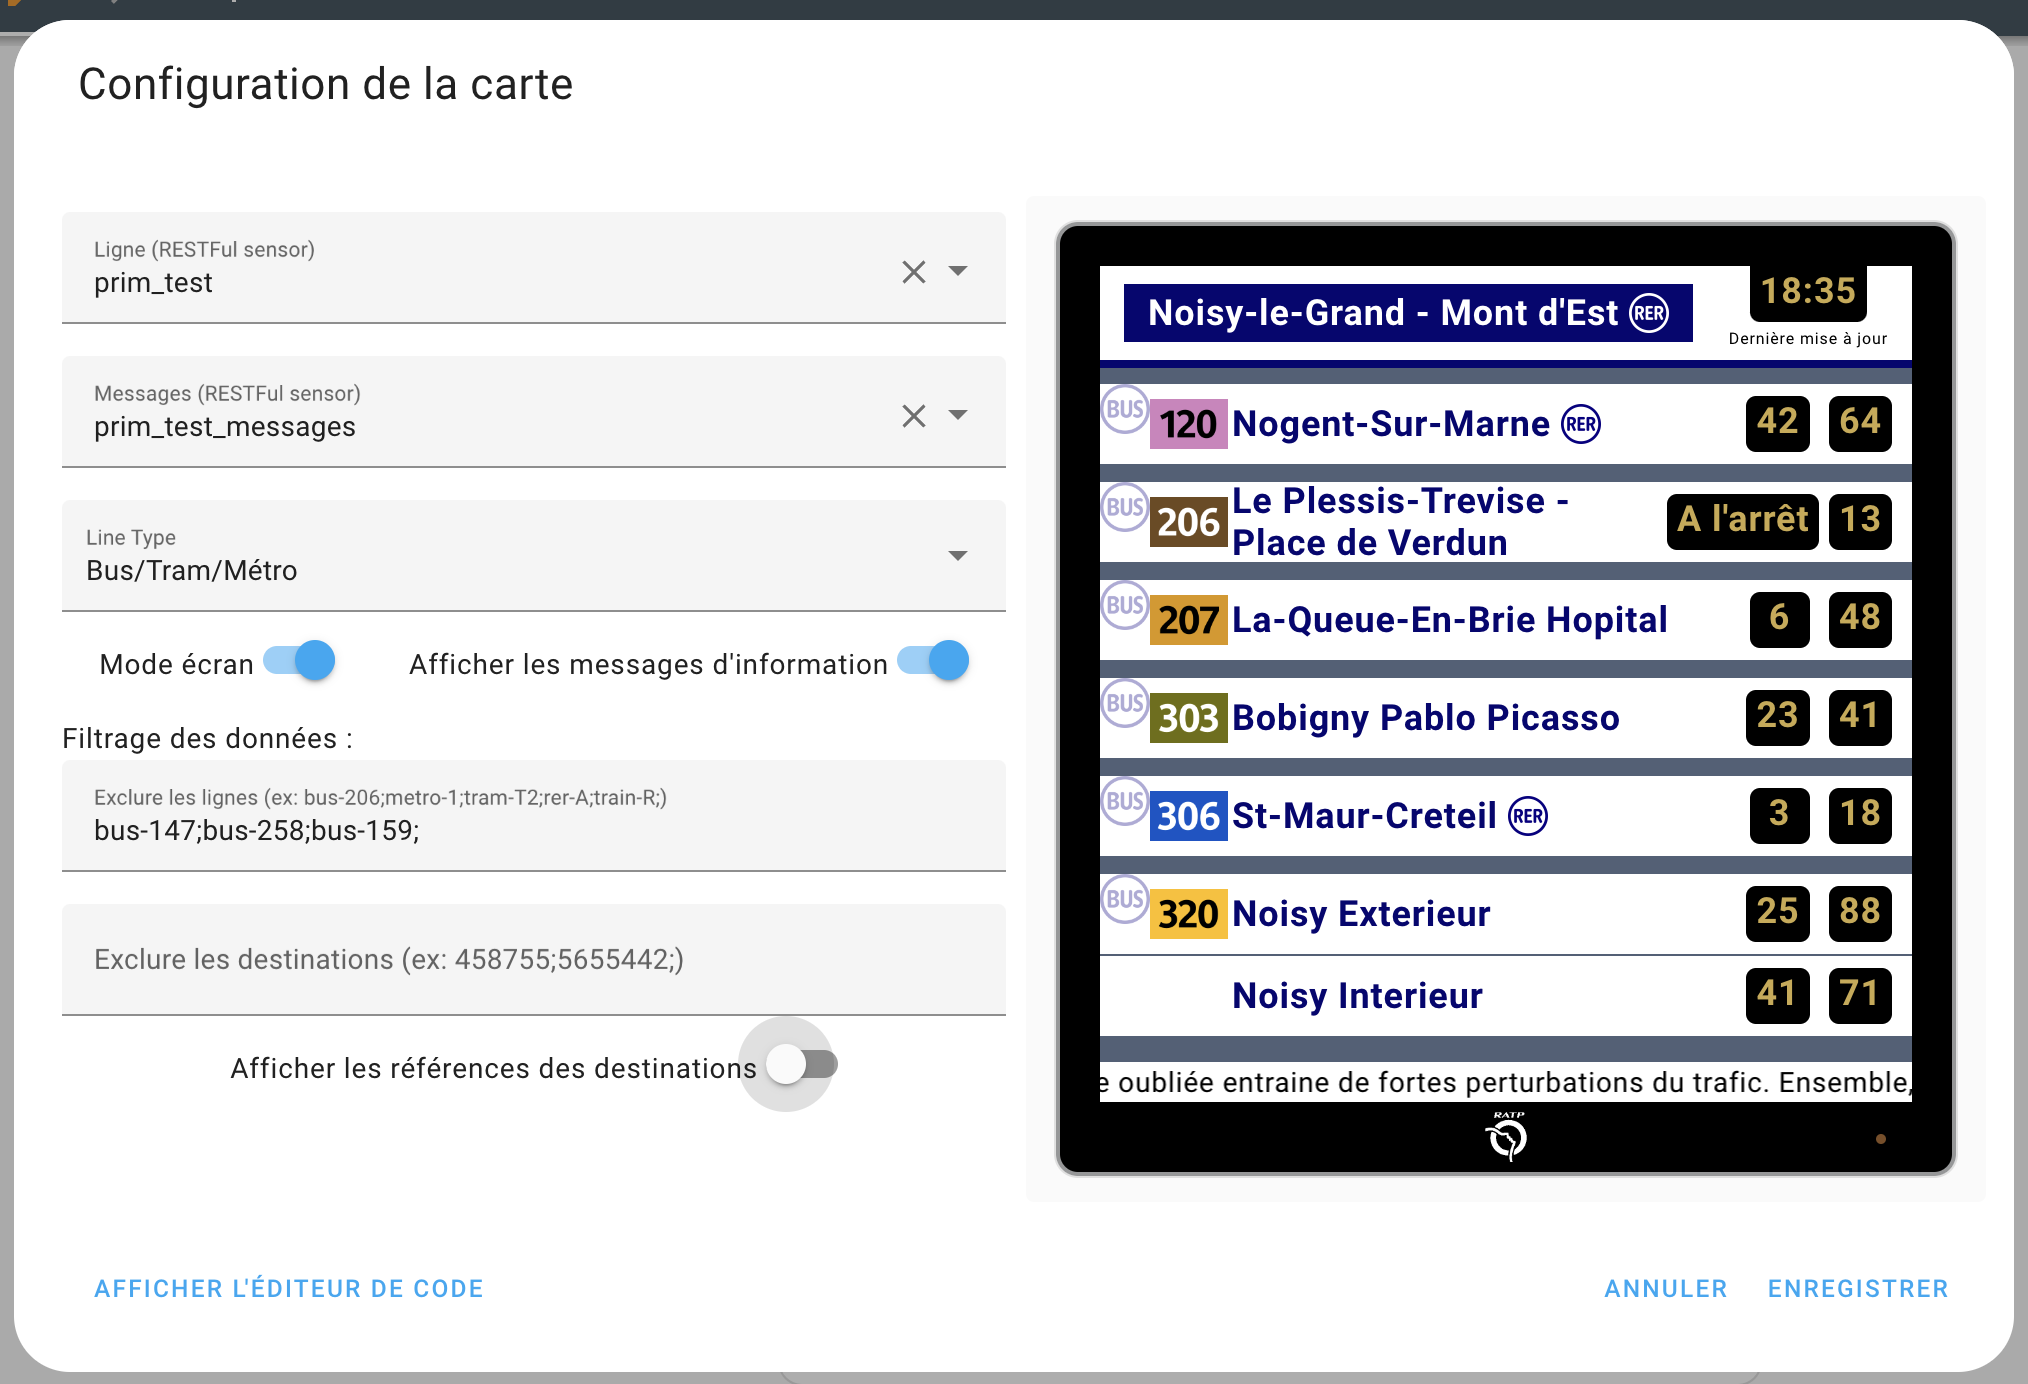 Configuration de la carte
Ligne (RESTFul sensor)
prim_test
Messages (RESTFul sensor)
prim_test_messages
Line Type
Bus/Tram/Métro
Mode écran
Afficher les messages d'information
Filtrage des données :
Exclure les lignes (ex: bus-206;metro-1;tram-T2;rer-A;train-R;)
bus-147;bus-258;bus-159;
Exclure les destinations (ex: 458755;5655442;)
Afficher les références des destinations
Noisy-le-Grand - Mont d'Est RER
18:35
Dernière mise à jour
BUS 120 Nogent-Sur-Marne RER 42 64
BUS 206 Le Plessis-Trevise -
Place de Verdun A l'arrêt 13
BUS 207 La-Queue-En-Brie Hopital 6 48
BUS 303 Bobigny Pablo Picasso 23 41
BUS 306 St-Maur-Creteil RER 3 18
BUS 320 Noisy Exterieur 25 88
Noisy Interieur 41 71
e oubliée entraine de fortes perturbations du trafic. Ensemble,
RATP
AFFICHER L'ÉDITEUR DE CODE
ANNULER
ENREGISTRER